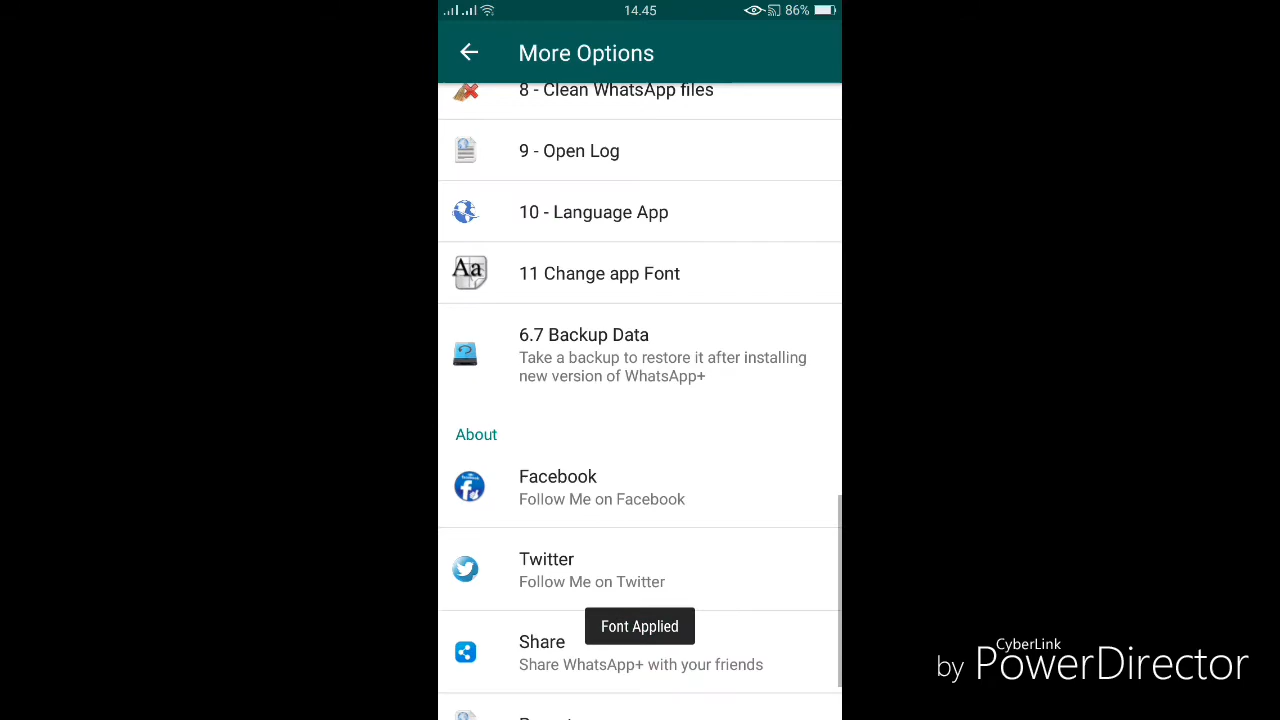 14.45
86%
More Options
8 - Clean WhatsApp files
9 - Open Log
10 - Language App
Aa
11 Change app Font
6.7 Backup Data
Take a backup to restore it after installing
new version of WhatsApp+
About
Facebook
Follow Me on Facebook
Twitter
Follow Me on Twitter
Font Applied
Share
Share WhatsApp+ with your friends
CyberLink
by PowerDirector